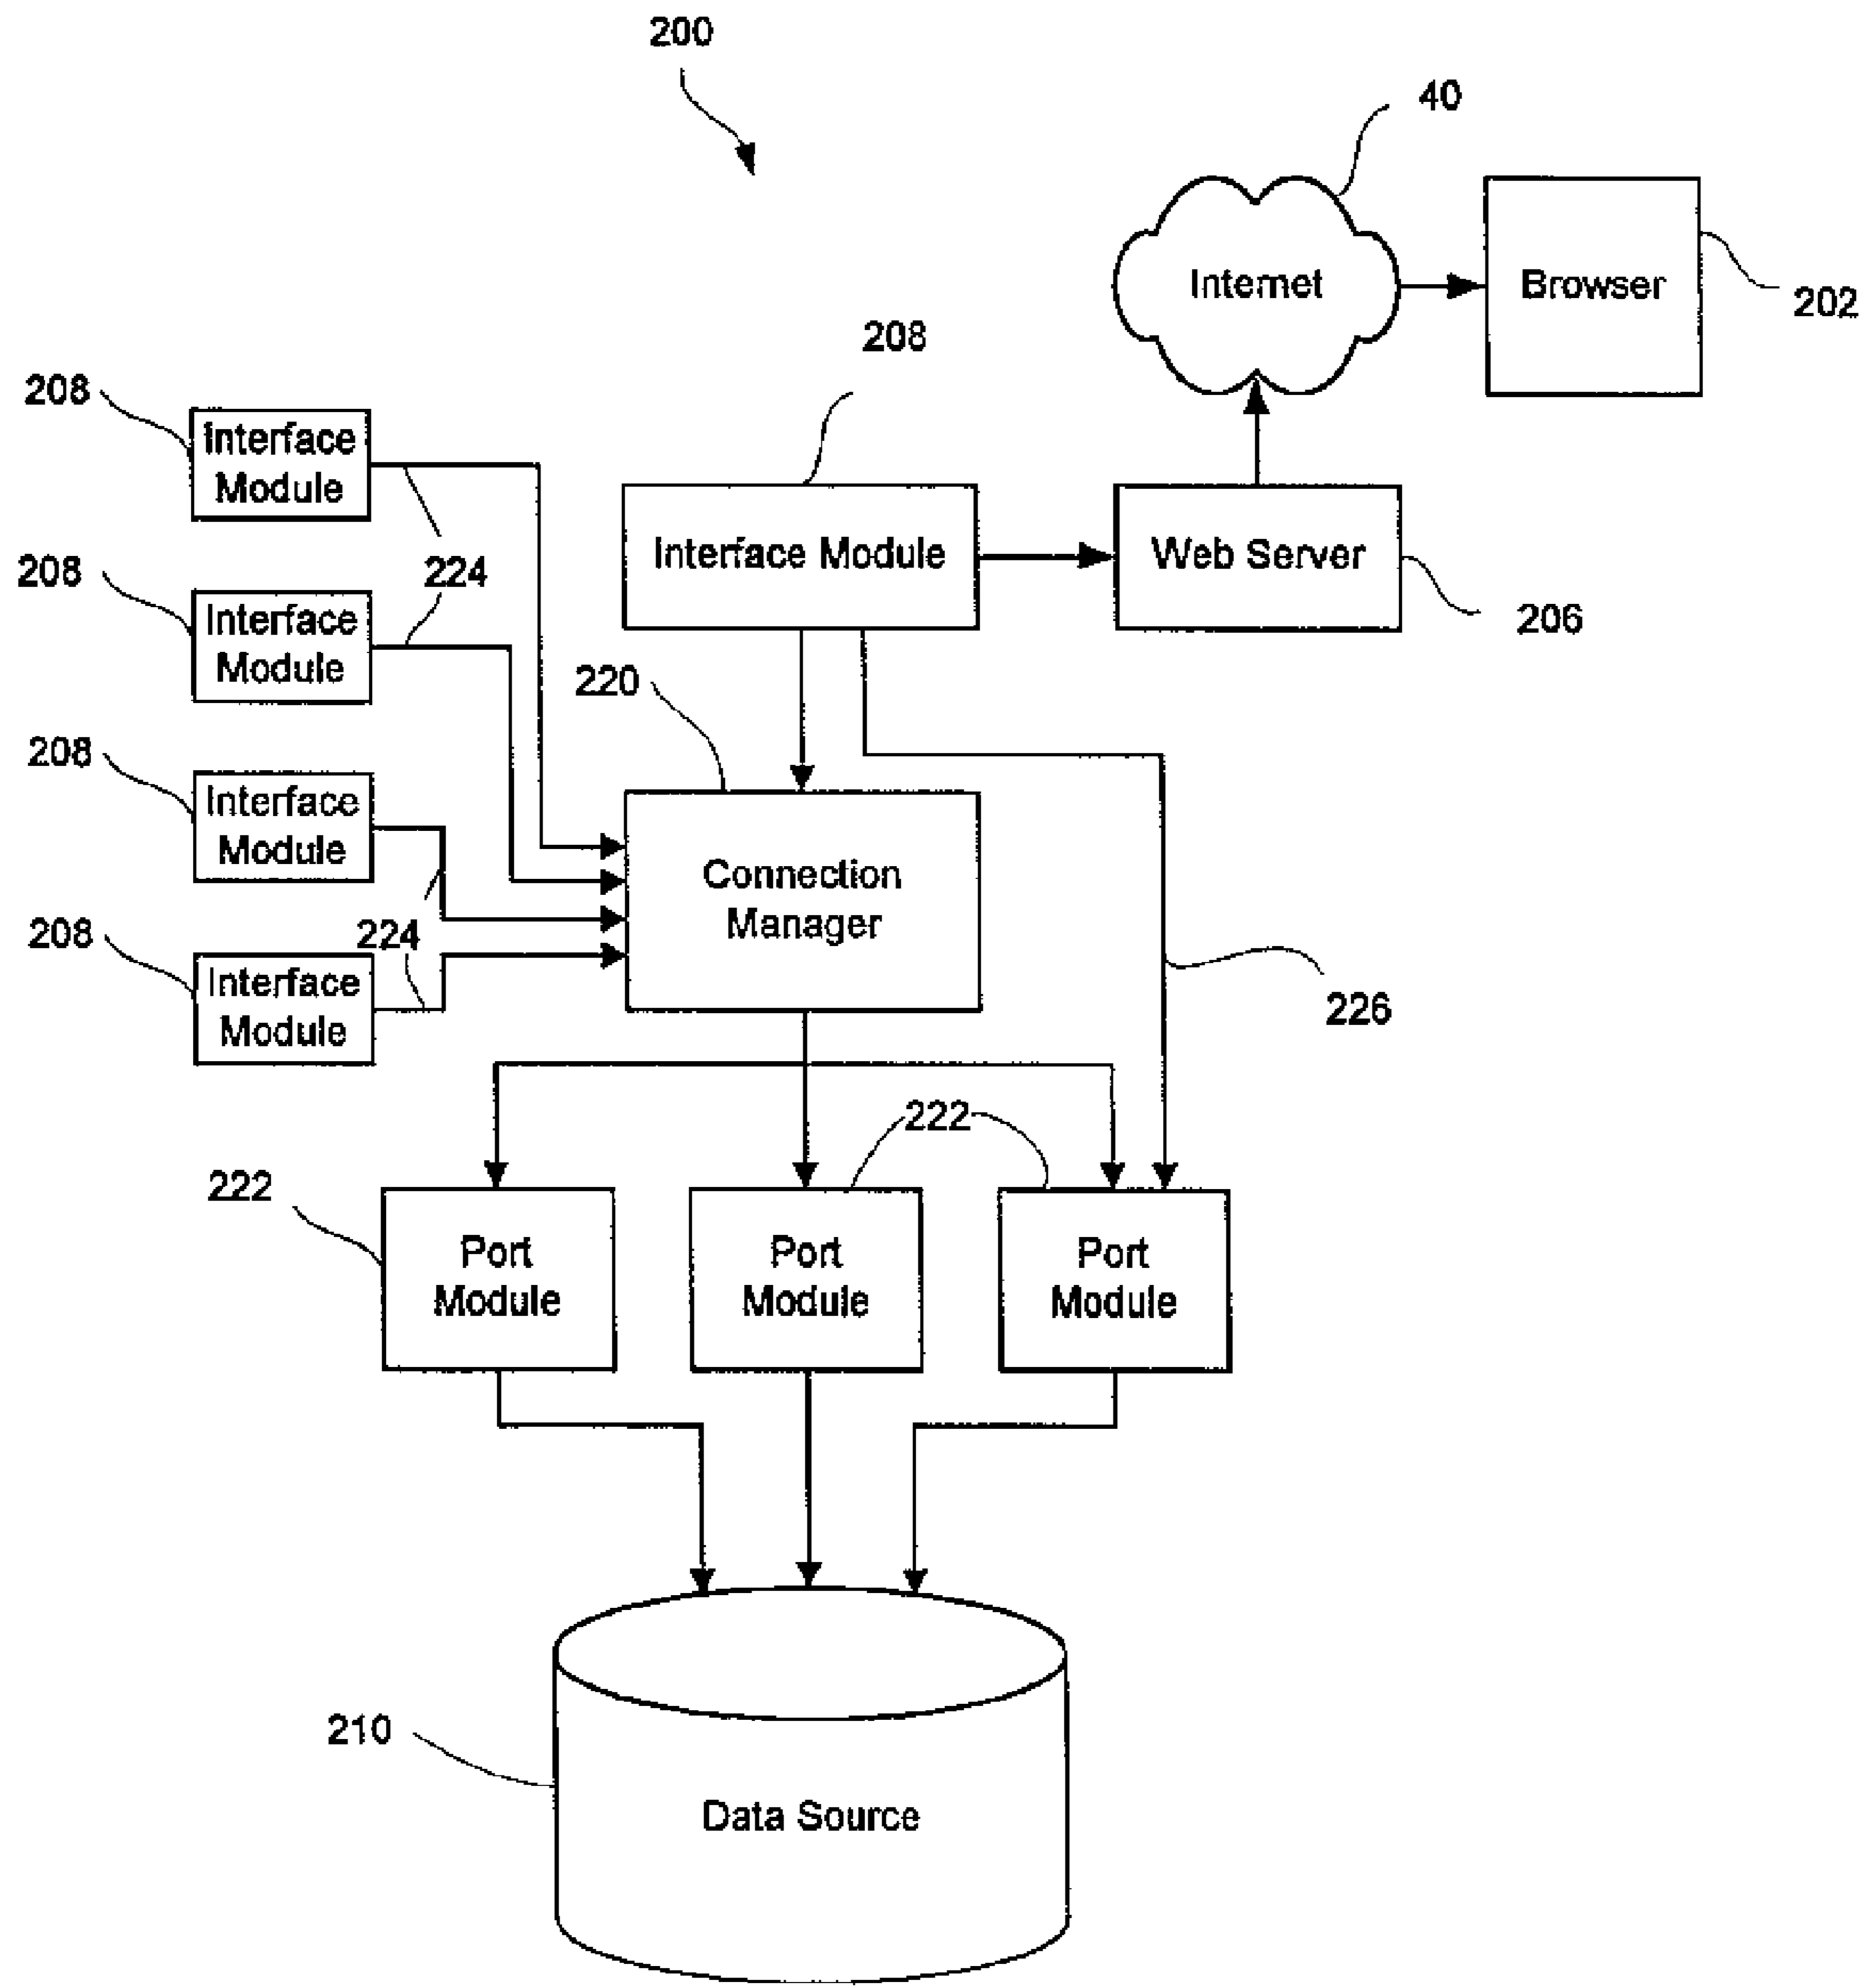 200
40
Internet
Browser
202
208
208
Interface
Module
Interface Module
Web Server
206
224
208
Interface
Module
220
208
Interface
Module
Connection
Manager
224
208
Interface
Module
226
222
222
Port
Module
Port
Module
Port
Module
210
Data Source